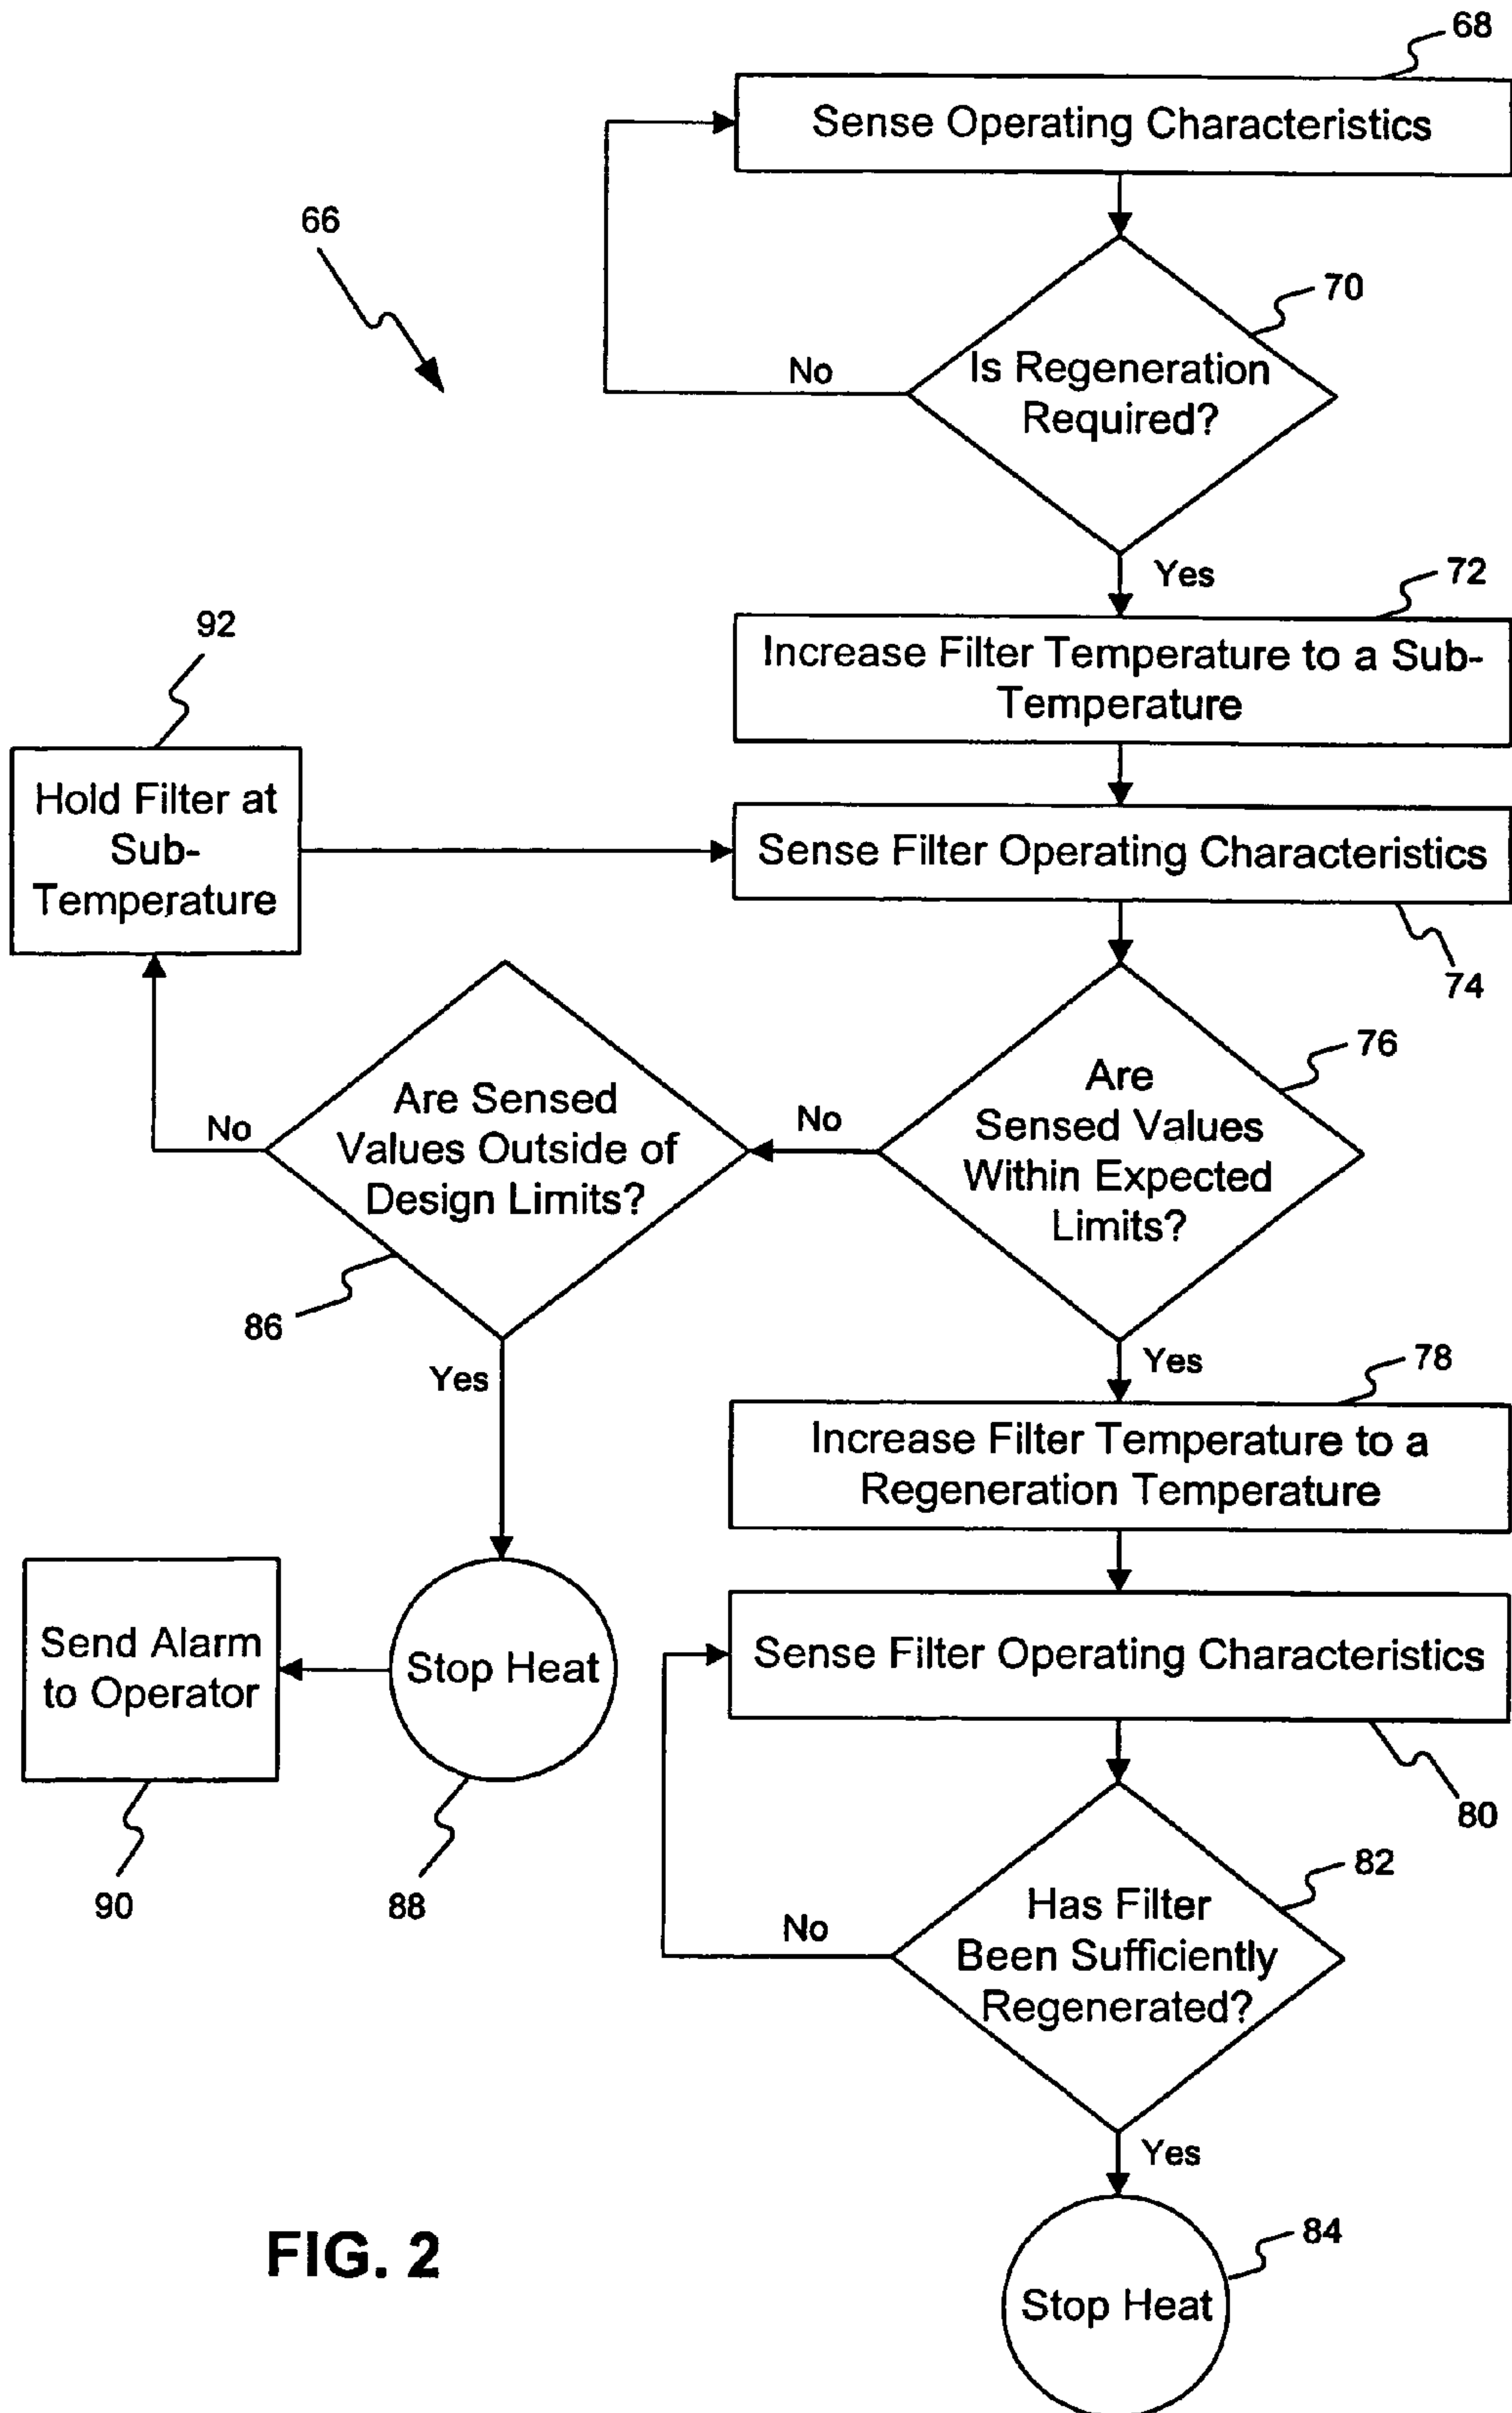 68
Sense Operating Characteristics
66
70
Is Regeneration
Required?
No
Yes
72
Increase Filter Temperature to a Sub-
Temperature
92
Hold Filter at
Sub-
Temperature
Sense Filter Operating Characteristics
74
76
Are
Sensed Values
Within Expected
Limits?
No
Are Sensed
Values Outside of
Design Limits?
No
86
Yes
Yes
78
Increase Filter Temperature to a
Regeneration Temperature
Send Alarm
to Operator
Stop Heat
90
88
Sense Filter Operating Characteristics
80
82
Has Filter
Been Sufficiently
Regenerated?
No
Yes
84
Stop Heat
FIG. 2